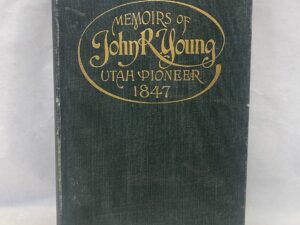 MEMOIRS OF
John R. Young
UTAH PIONEER
1847